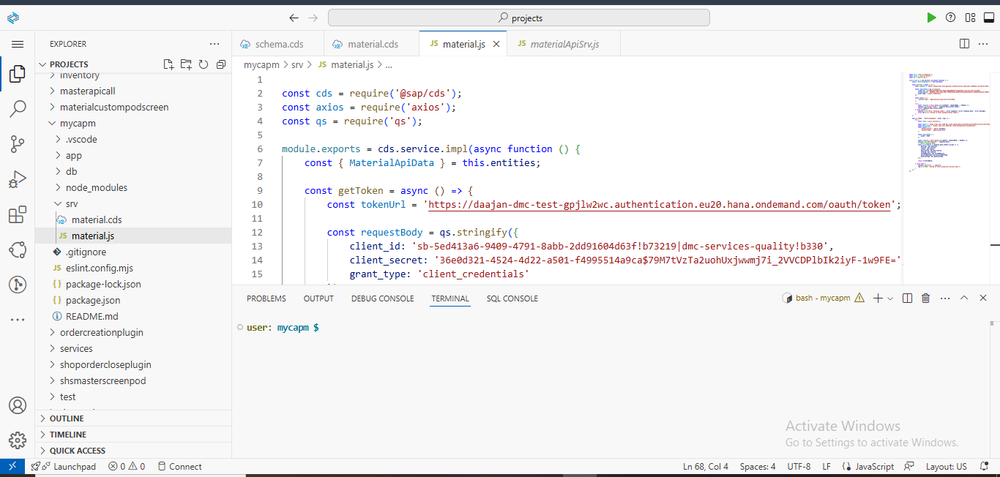 projects
EXPLORER
PROJECTS
inventory
masterapicall
materialcustompodscreen
mycapm
.vscode
app
db
node_modules
srv
material.cds
JS material.js
.gitignore
JS eslint.config.mjs
{} package-lock.json
{} package.json
README.md
ordercreationplugin
services
shopordercloseplugin
shsmasterscreenpod
test
OUTLINE
TIMELINE
QUICK ACCESS
schema.cds
material.cds
JS material.js
JS materialApiSrv.js
mycapm > srv > JS material.js > ...
1
2 const cds = require('@sap/cds');
3 const axios = require('axios');
4 const qs = require('qs');
5
6 module.exports = cds.service.impl(async function () {
7 const { MaterialApiData } = this.entities;
8
9 const getToken = async () => {
10 const tokenUrl = 'https://daajan-dmc-test-gpjlw2wc.authentication.eu20.hana.ondemand.com/oauth/token';
11
12 const requestBody = qs.stringify({
13 client_id: 'sb-5ed413a6-9409-4791-8abb-2dd91604d63f!b73219|dmc-services-quality!b330',
14 client_secret: '36e0d321-4524-4d22-a501-f4995514a9ca$79M7tVzTa2uohUxjwwmj7i_2VVCDPlbIk2iyF-1w9FE='
15 grant_type: 'client_credentials'
PROBLEMS
OUTPUT
DEBUG CONSOLE
TERMINAL
SQL CONSOLE
bash - mycapm
user: mycapm $
Activate Windows
Go to Settings to activate Windows.
Launchpad
0
0
Connect
Ln 68, Col 4
Spaces: 4
UTF-8
LF
JavaScript
Layout: US